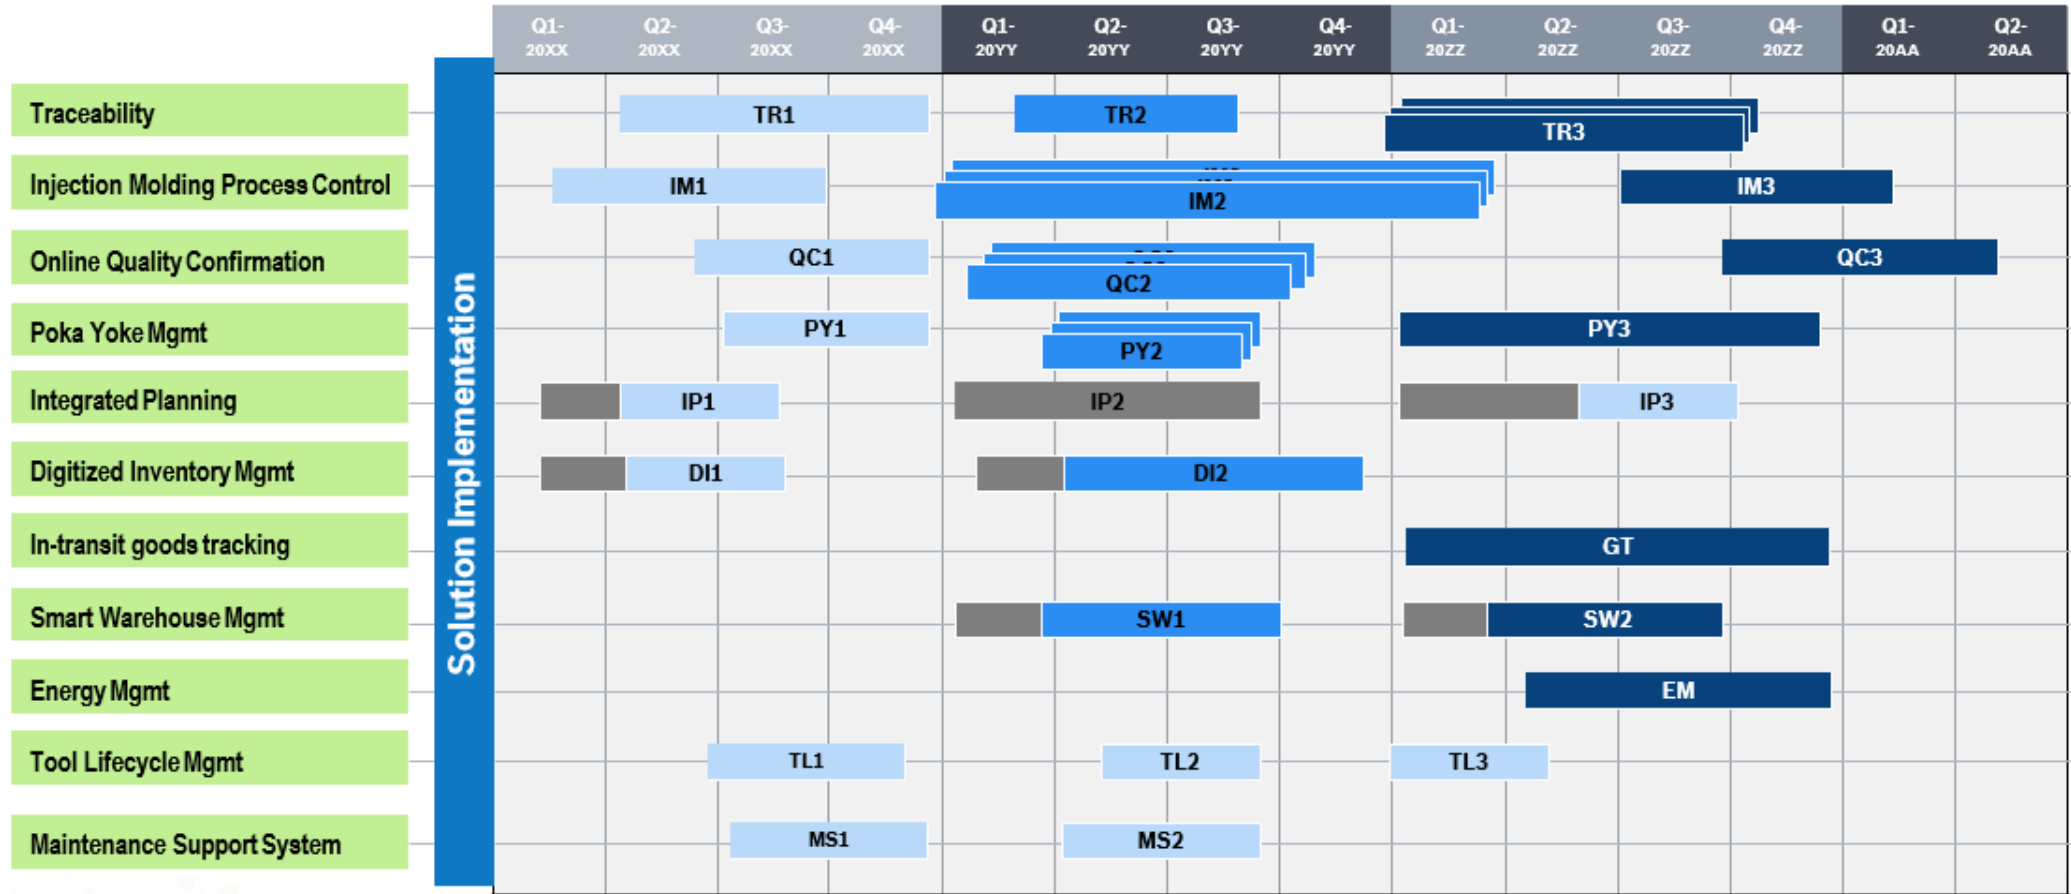 Q1- Q2- Q3- Q4- Q1- Q2- Q3- Q4- Q1- Q2- Q3- Q4- Q1- Q2-
20XX 20XX 20XX 20XX 20YY 20YY 20YY 20YY 20ZZ 20ZZ 20ZZ 20ZZ 20AA 20AA
Solution Implementation
Traceability TR1 TR2 TR3
Injection Molding Process Control IM1 IM2 IM3
Online Quality Confirmation QC1 QC2 QC3
Poka Yoke Mgmt PY1 PY2 PY3
Integrated Planning IP1 IP2 IP3
Digitized Inventory Mgmt DI1 DI2
In-transit goods tracking GT
Smart Warehouse Mgmt SW1 SW2
Energy Mgmt EM
Tool Lifecycle Mgmt TL1 TL2 TL3
Maintenance Support System MS1 MS2